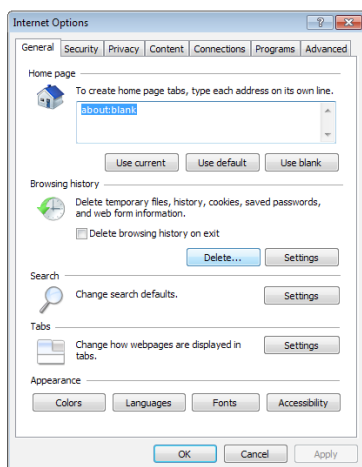 Internet Options
General Security Privacy Content Connections Programs Advanced
Home page
To create home page tabs, type each address on its own line.
about:blank
Use current Use default Use blank
Browsing history
Delete temporary files, history, cookies, saved passwords,
and web form information.
Delete browsing history on exit
Delete... Settings
Search
Change search defaults. Settings
Tabs
Change how webpages are displayed in
tabs. Settings
Appearance
Colors Languages Fonts Accessibility
OK Cancel Apply